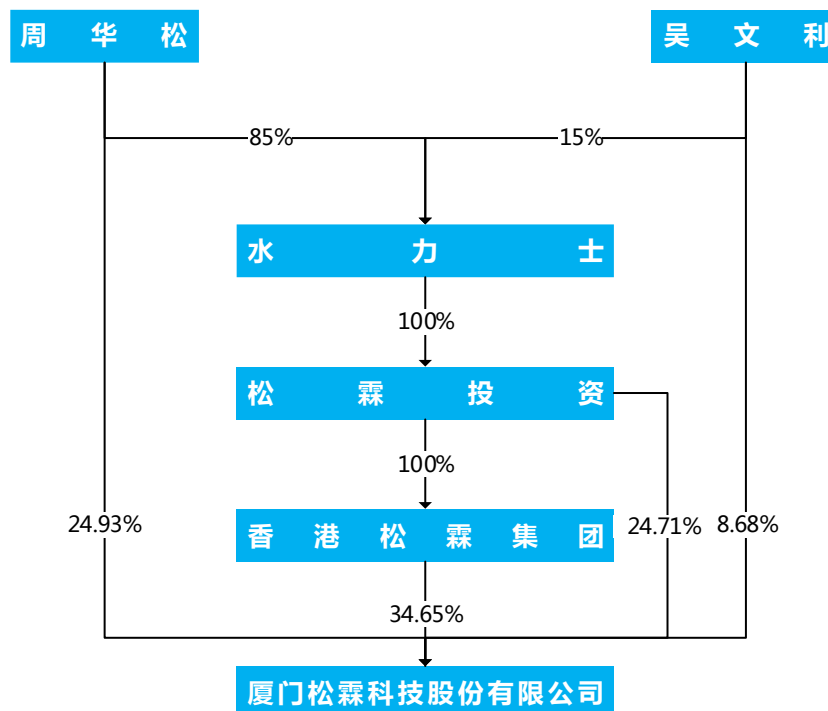 周华松
吴文利
85%
15%
水力士
100%
松霖投资
100%
24.93%
香港松霖集团
24.71%
8.68%
34.65%
厦门松霖科技股份有限公司